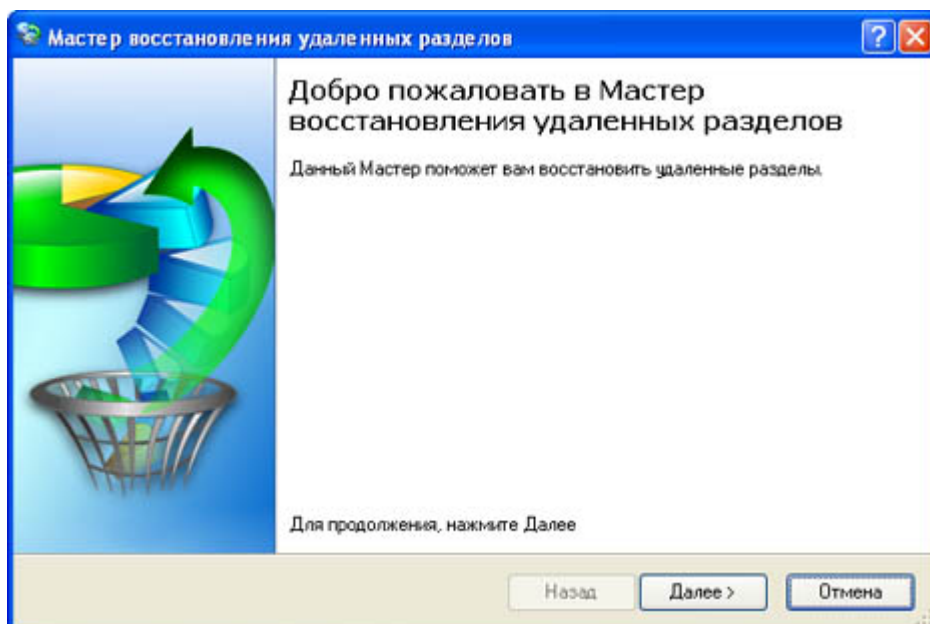 Мастер восстановления удаленных разделов
Добро пожаловать в Мастер
восстановления удаленных разделов
Данный Мастер поможет вам восстановить удаленные разделы.
Для продолжения, нажмите Далее
Назад Далее > Отмена